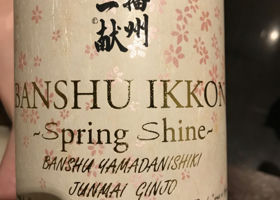 播州
一献
BANSHU IKKON
~Spring Shine~
BANSHU YAMADANISHIKI
JUNMAI GINJO